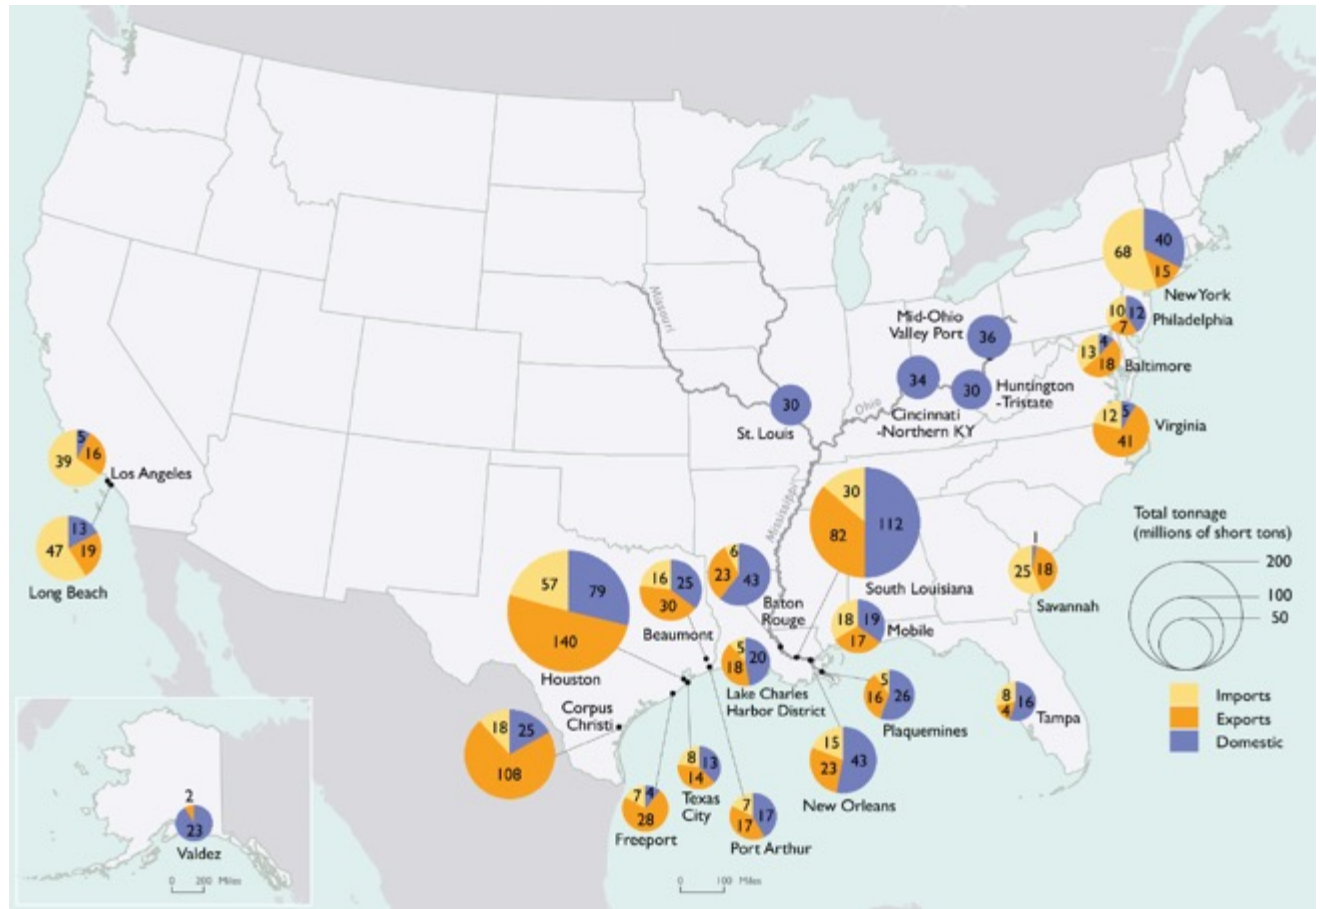 68
40
15
New York
10
12
7
Philadelphia
Mid-Ohio
Valley Port
36
4
13
18
Baltimore
34
30
Huntington
-Tristate
Cincinnati
-Northern KY
Ohio
Missouri
30
St. Louis
12
5
41
Virginia
5
16
39
Los Angeles
13
47
19
Long Beach
Mississippi
30
112
82
South Louisiana
1
25
18
Savannah
Total tonnage
(millions of short tons)
200
100
50
Imports
Exports
Domestic
57
79
140
Houston
16
25
30
Beaumont
6
23
43
Baton
Rouge
18
19
17
Mobile
5
18
20
Lake Charles
Harbor District
5
16
26
Plaquemines
8
16
4
Tampa
Corpus
Christi
18
25
108
8
13
14
Texas
City
15
43
23
New Orleans
7
4
28
Freeport
7
17
17
Port Arthur
2
23
Valdez
0 200 Miles
0 100 Miles